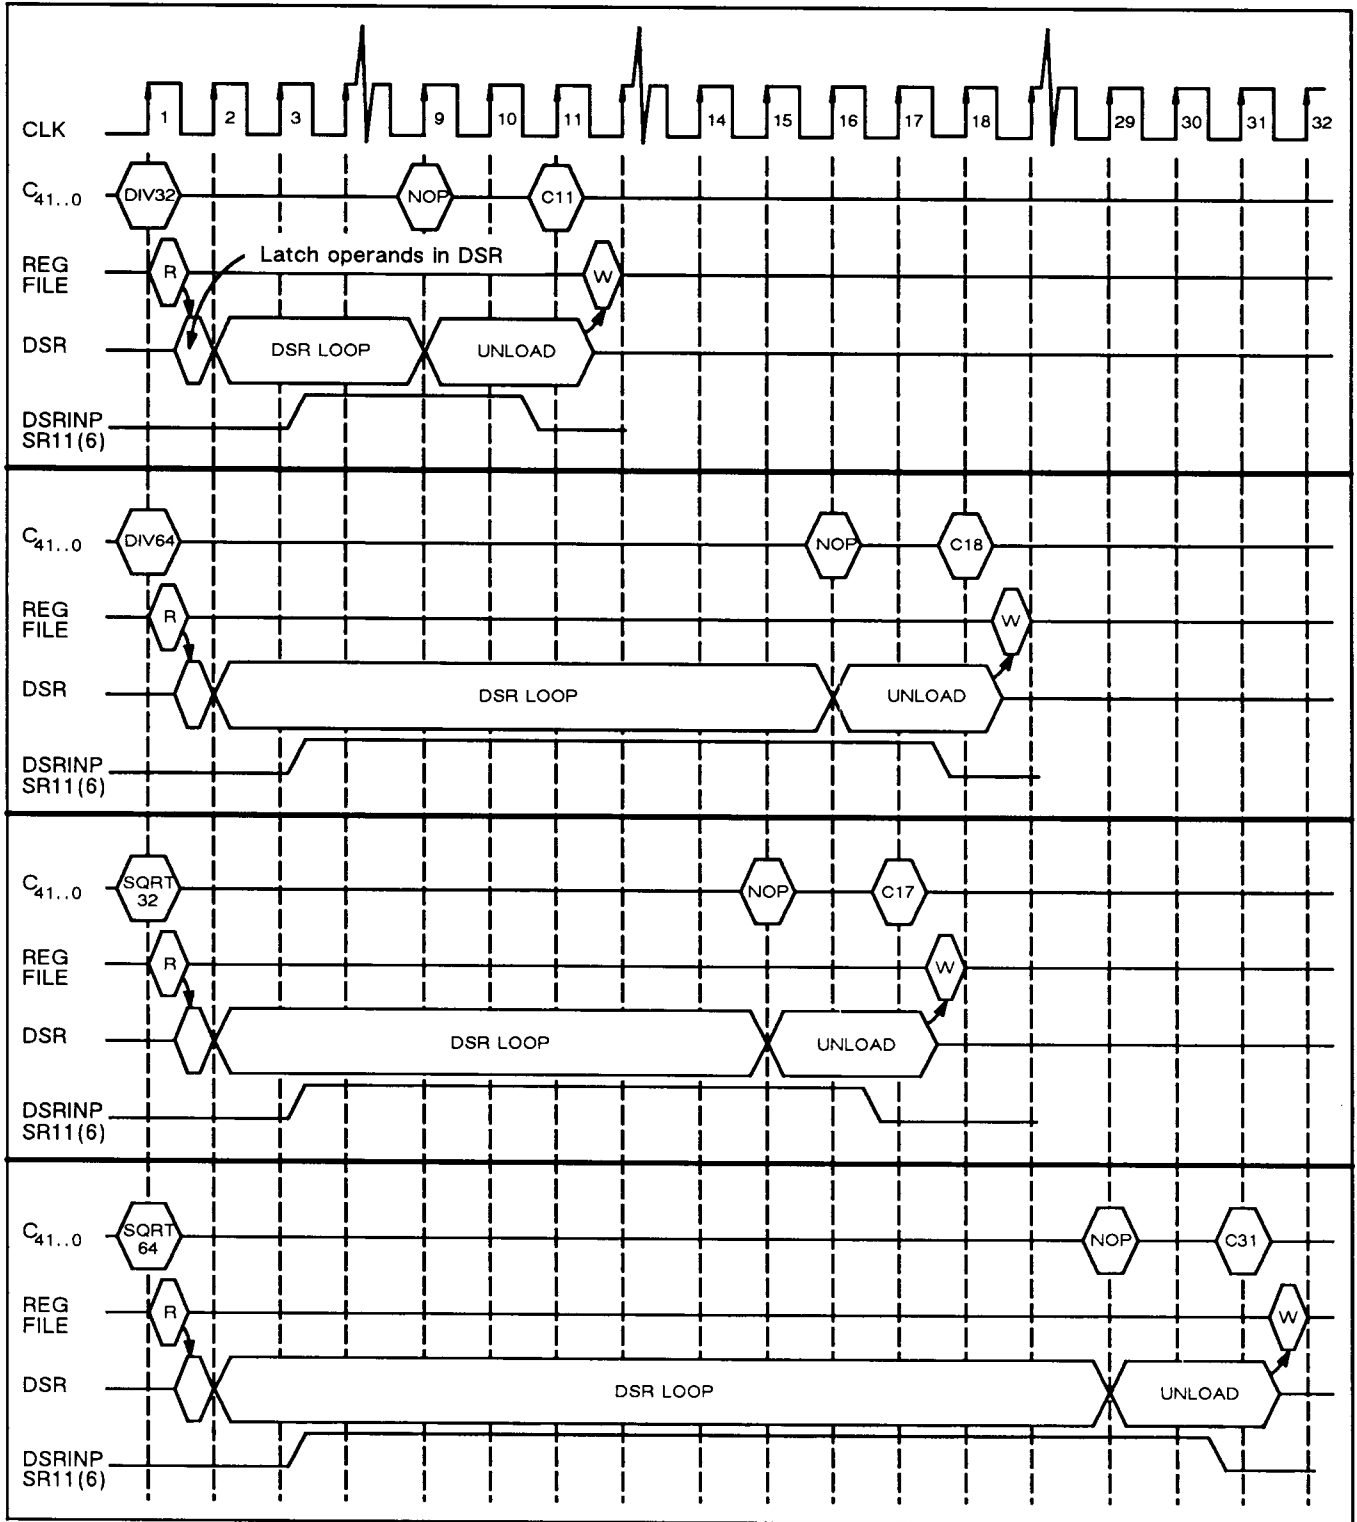 CLK 1 2 3 9 10 11 14 15 16 17 18 29 30 31 32
C41..0 DIV32 NOP C11
REG FILE R W
Latch operands in DSR
DSR DSR LOOP UNLOAD
DSRINP SR11(6)
C41..0 DIV64 NOP C18
REG FILE R W
DSR DSR LOOP UNLOAD
DSRINP SR11(6)
C41..0 SQRT 32 NOP C17
REG FILE R W
DSR DSR LOOP UNLOAD
DSRINP SR11(6)
C41..0 SQRT 64 NOP C31
REG FILE R W
DSR DSR LOOP UNLOAD
DSRINP SR11(6)